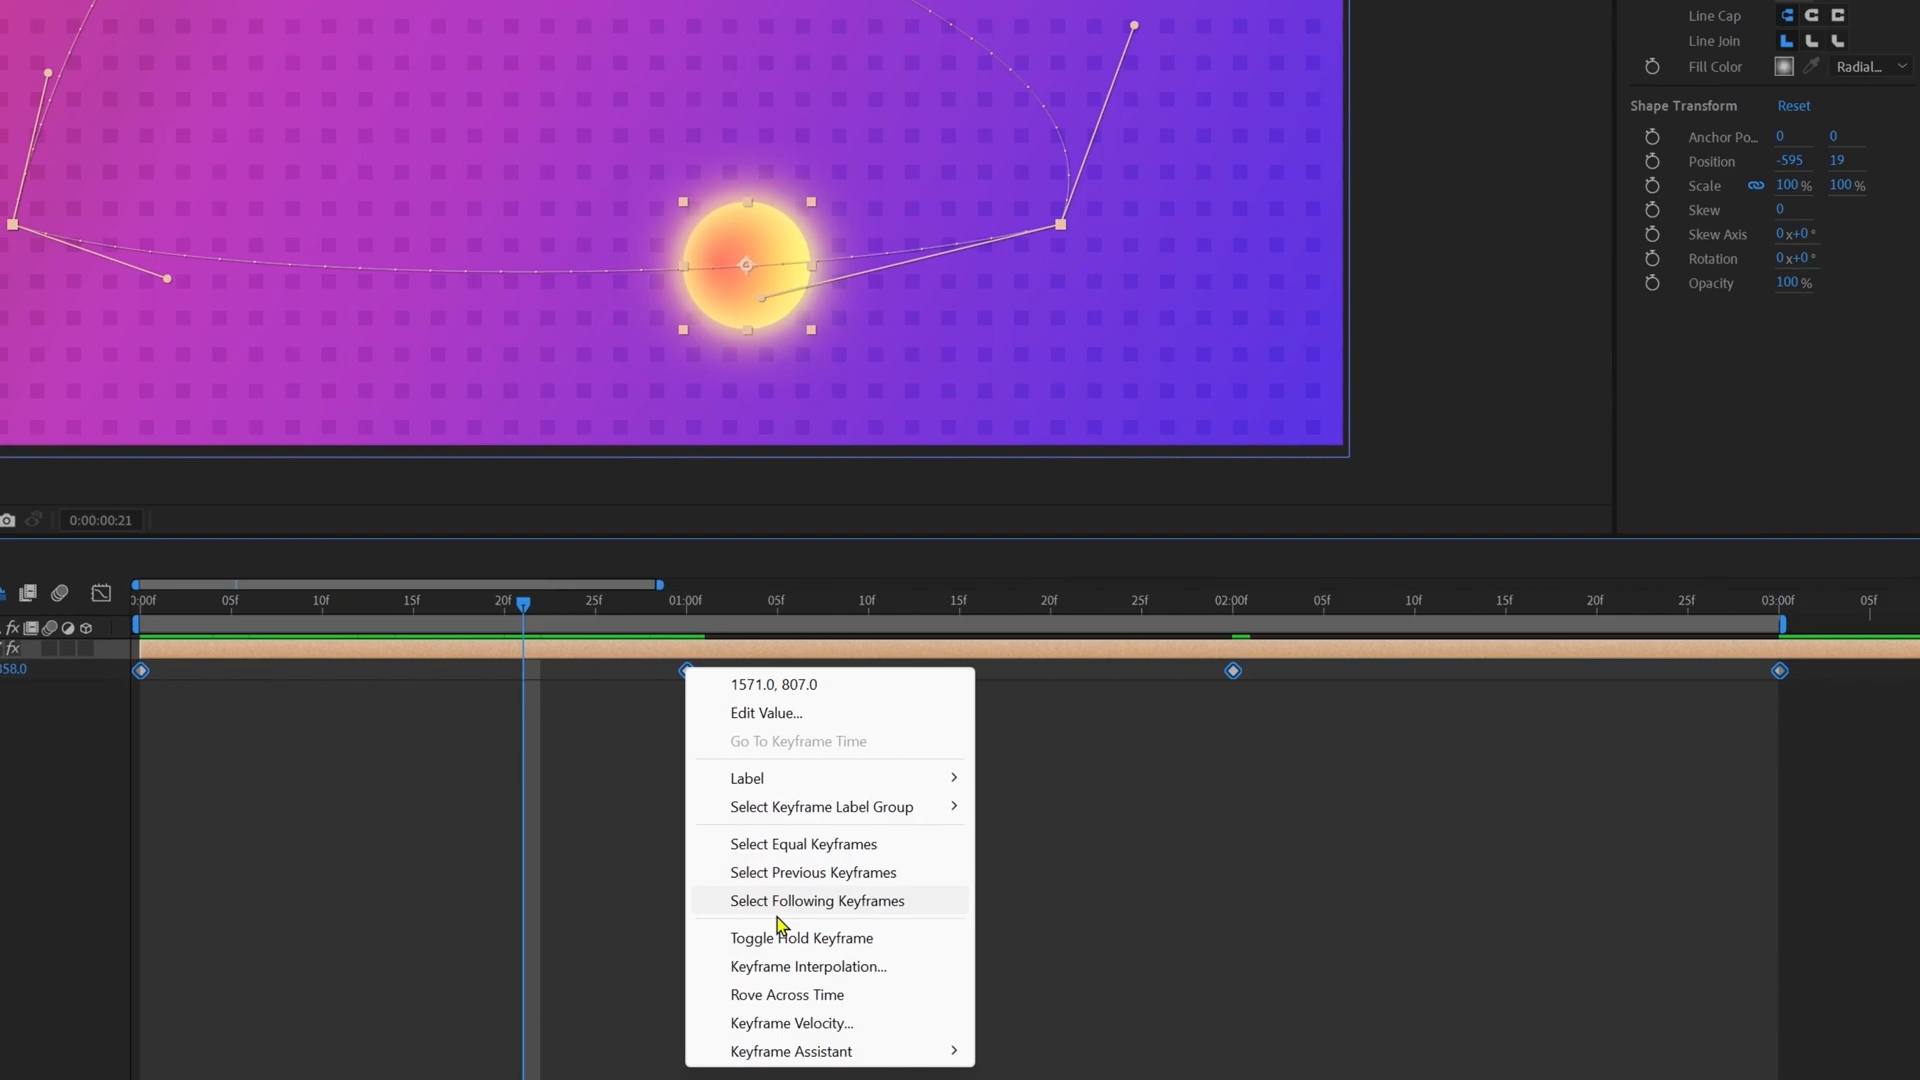 Line Cap
Line Join
Fill Color Radial...
Shape Transform Reset
Anchor Po... 0 0
Position -595 19
Scale 100 % 100 %
Skew 0
Skew Axis 0 x+0 °
Rotation 0 x+0 °
Opacity 100 %
0:00:00:21
0:00f 05f 10f 15f 20f 25f 01:00f 05f 10f 15f 20f 25f 02:00f 05f 10f 15f 20f 25f 03:00f 05f
fx
fx
358.0
1571.0, 807.0
Edit Value...
Go To Keyframe Time
Label
Select Keyframe Label Group
Select Equal Keyframes
Select Previous Keyframes
Select Following Keyframes
Toggle Hold Keyframe
Keyframe Interpolation...
Rove Across Time
Keyframe Velocity...
Keyframe Assistant